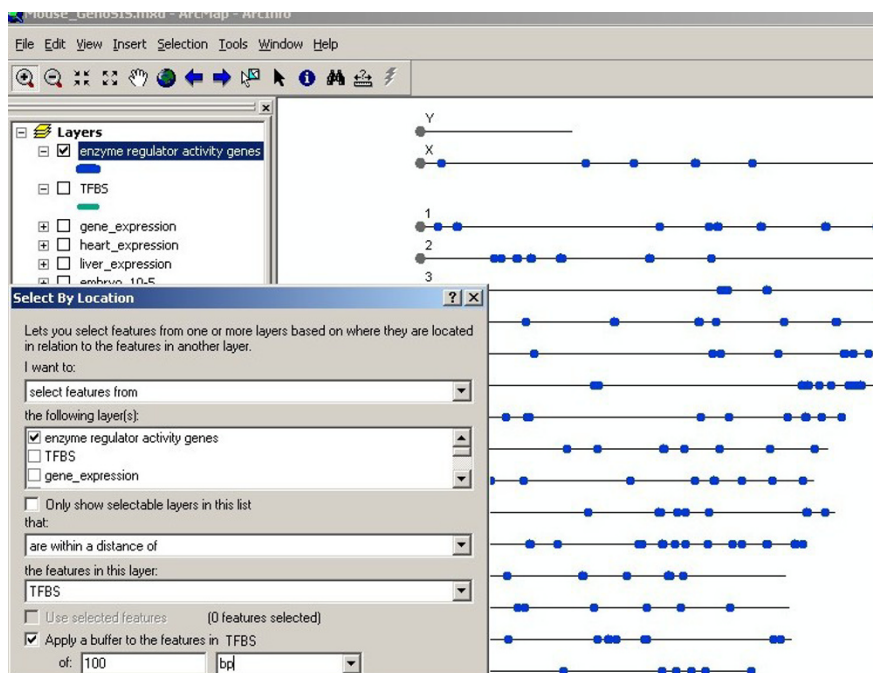 Mouse_GenoSIS.mxd - ArcMap - ArcInfo
File Edit View Insert Selection Tools Window Help
Layers
enzyme regulator activity genes
TFBS
gene_expression
heart_expression
liver_expression
embryo_10-5
Y
X
1
2
3
Select By Location
Lets you select features from one or more layers based on where they are located
in relation to the features in another layer.
I want to:
select features from
the following layer(s):
enzyme regulator activity genes
TFBS
gene_expression
Only show selectable layers in this list
that:
are within a distance of
the features in this layer:
TFBS
Use selected features (0 features selected)
Apply a buffer to the features in TFBS
of: 100 bp